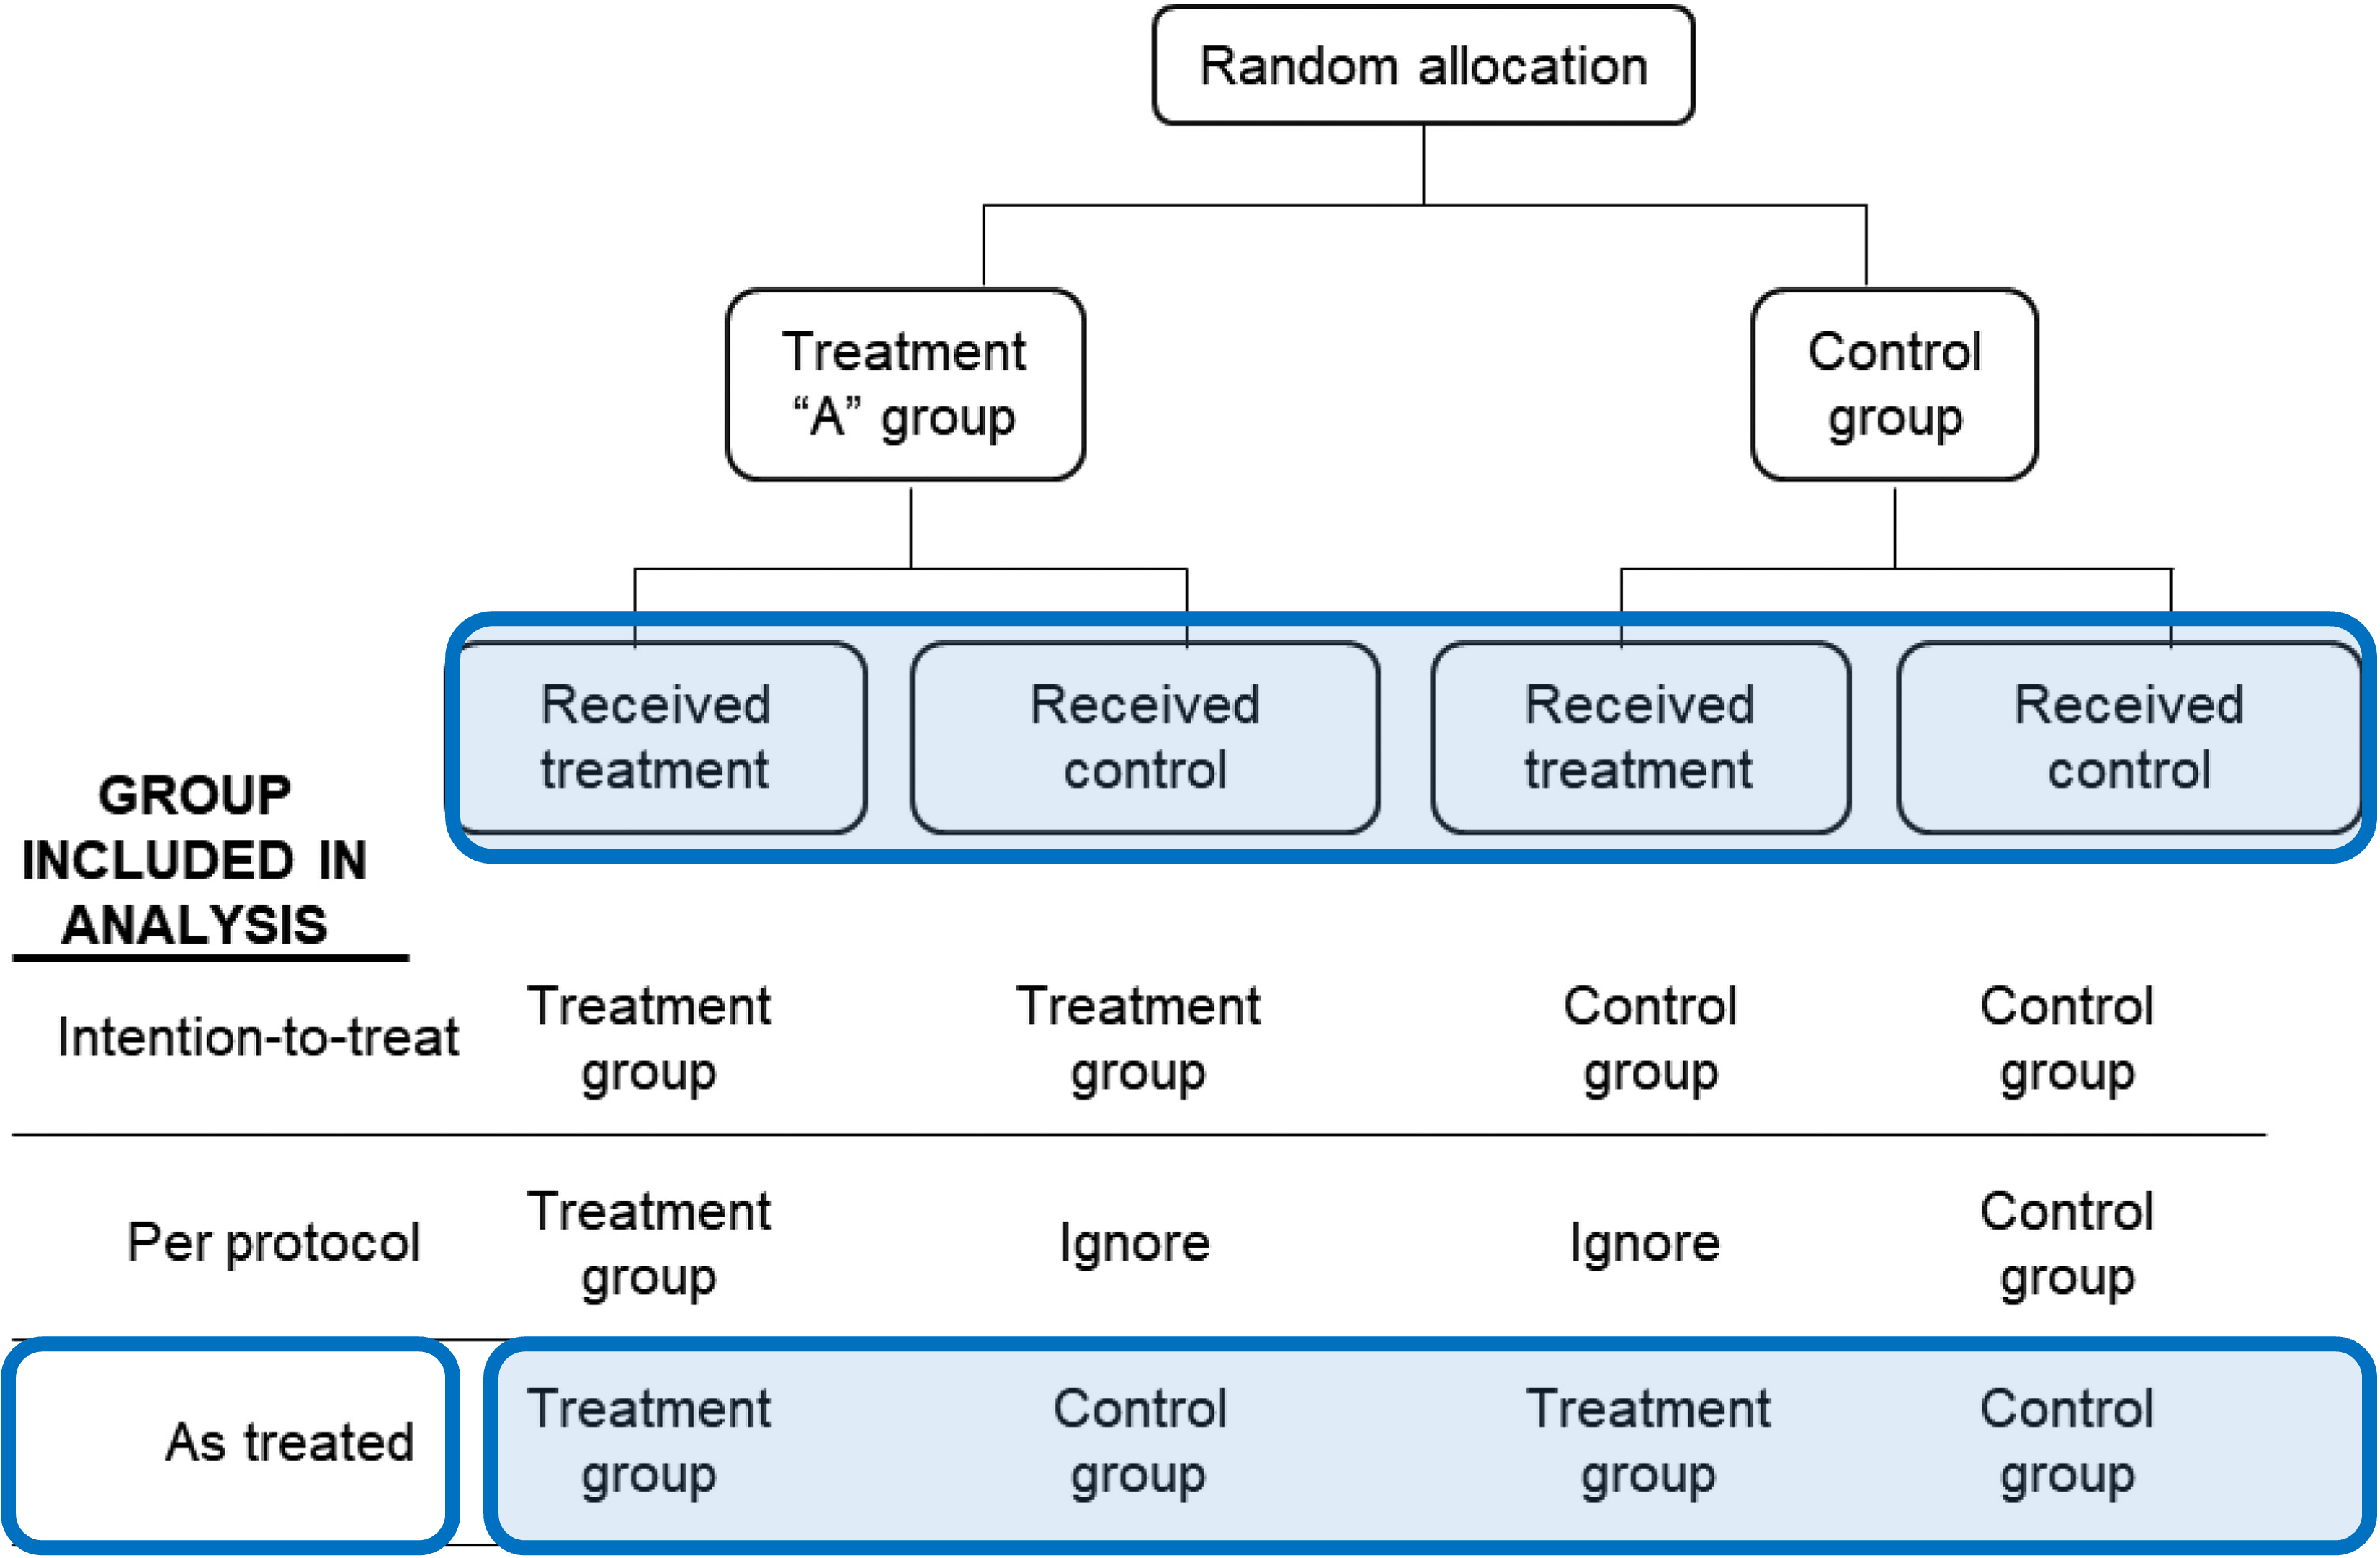 Random allocation
Treatment
“A” group
Control
group
Received
treatment
Received
control
Received
treatment
Received
control
GROUP
INCLUDED IN
ANALYSIS
Intention-to-treat
Treatment
group
Treatment
group
Control
group
Control
group
Per protocol
Treatment
group
Ignore
Ignore
Control
group
As treated
Treatment
group
Control
group
Treatment
group
Control
group